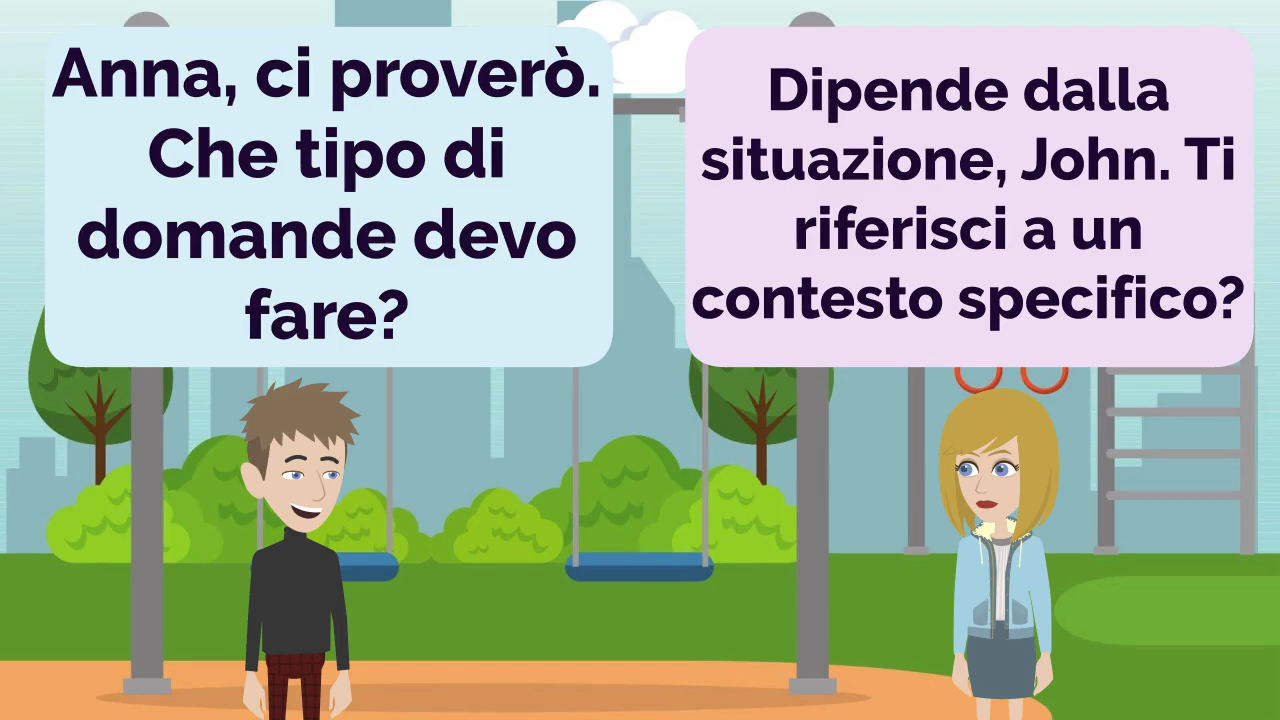 Anna, ci proverò.
Che tipo di
domande devo
fare?
Dipende dalla
situazione, John. Ti
riferisci a un
contesto specifico?